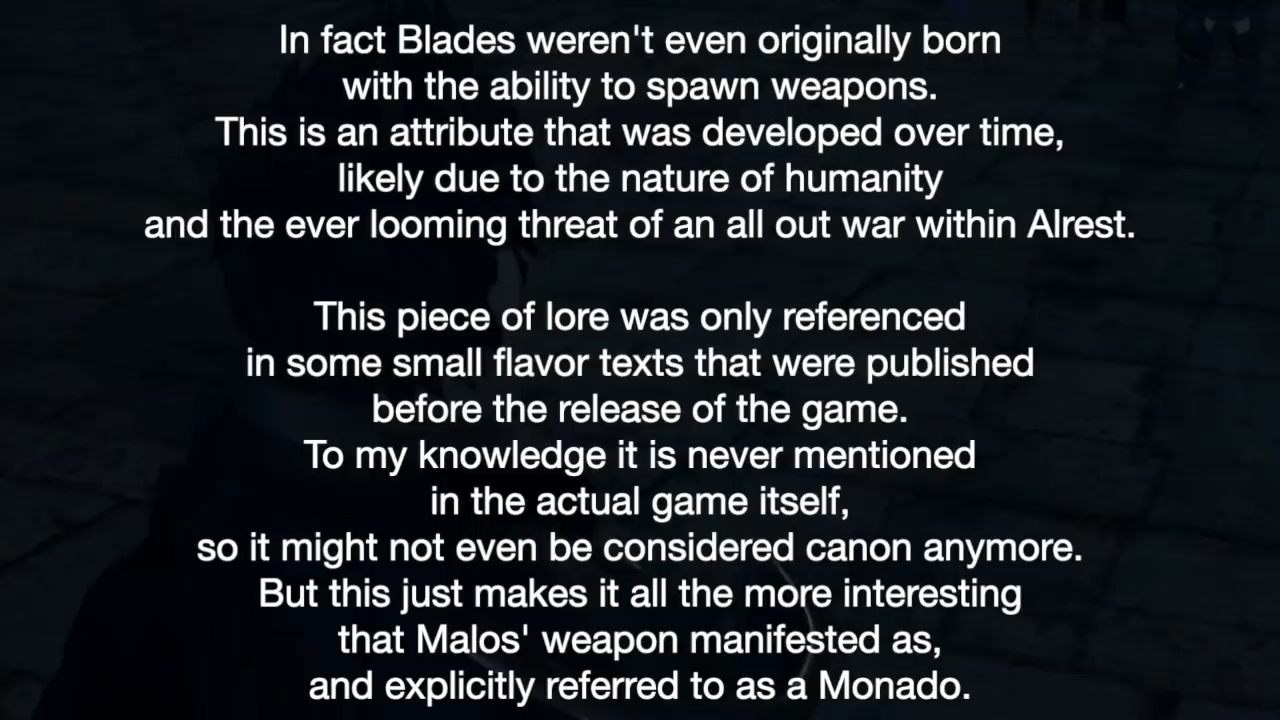 In fact Blades weren't even originally born
with the ability to spawn weapons.
This is an attribute that was developed over time,
likely due to the nature of humanity
and the ever looming threat of an all out war within Alrest.
This piece of lore was only referenced
in some small flavor texts that were published
before the release of the game.
To my knowledge it is never mentioned
in the actual game itself,
so it might not even be considered canon anymore.
But this just makes it all the more interesting
that Malos' weapon manifested as,
and explicitly referred to as a Monado.